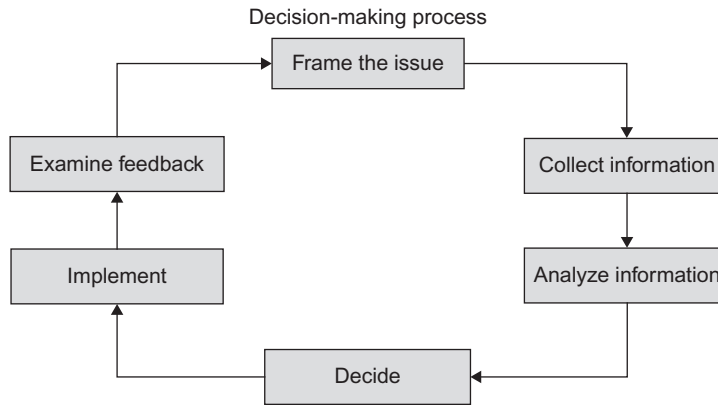 Decision-making process
Frame the issue
Collect information
Analyze information
Decide
Implement
Examine feedback